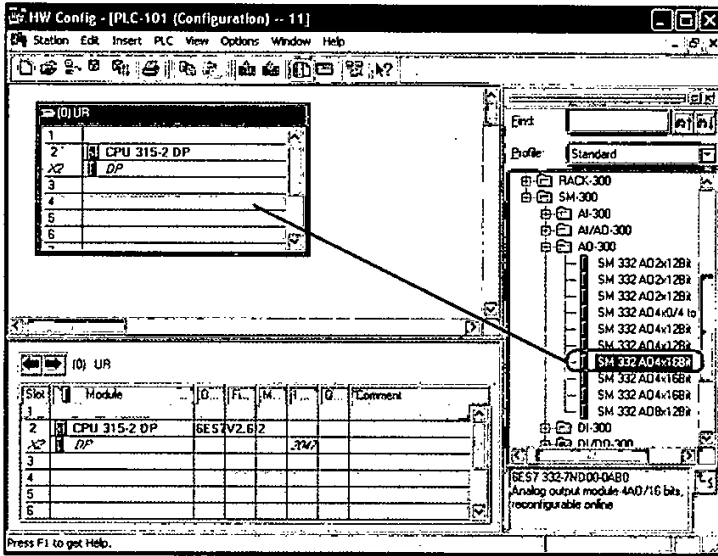 HW Config - [PLC-101 (Configuration) -- 11]
Station Edit Insert PLC View Options Window Help
(0) UR
1
2 CPU 315-2 DP
X2 DP
3
4
5
6
Find:
Profile: Standard
RACK-300
SM-300
AI-300
AI/AO-300
AO-300
SM 332 AO2x12Bit
SM 332 AO2x12Bit
SM 332 AO2x12Bit
SM 332 AO4x0/4 to
SM 332 AO4x12Bit
SM 332 AO4x12Bit
SM 332 AO4x16Bit
SM 332 AO4x16Bit
SM 332 AO4x16Bit
SM 332 AO8x12Bit
DI-300
DI/DO-300
6ES7 332-7ND00-0AB0
Analog output module 4AO/16 bits,
reconfigurable online
(0) UR
Slot Module ... O... Fi... M... I... Q... Comment
1
2 CPU 315-2 DP 6ES7 V2.6 2
X2 DP 2047
3
4
5
6
Press F1 to get Help.